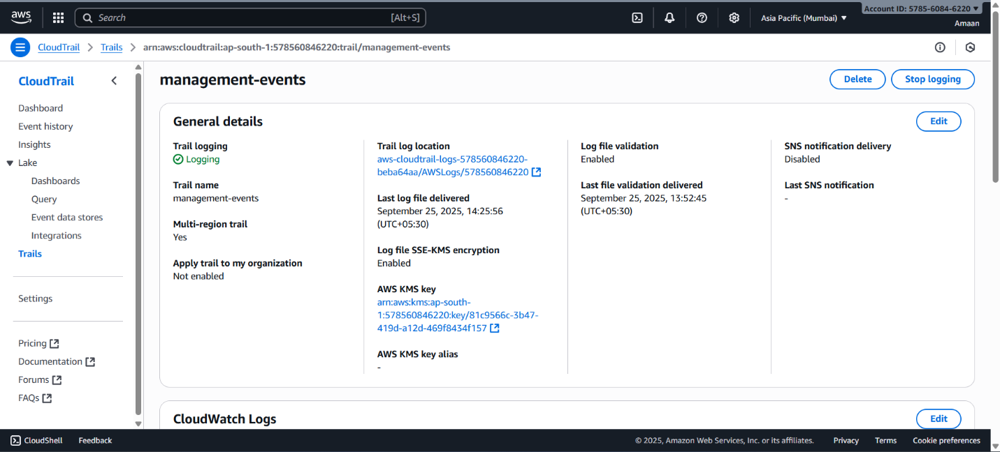 aws
Search
[Alt+S]
Asia Pacific (Mumbai)
Account ID: 5785-6084-6220
Amaan
CloudTrail
Trails
arn:aws:cloudtrail:ap-south-1:578560846220:trail/management-events
CloudTrail
Dashboard
Event history
Insights
Lake
Dashboards
Query
Event data stores
Integrations
Trails
Settings
Pricing
Documentation
Forums
FAQs
management-events
Delete
Stop logging
General details
Edit
Trail logging
Logging
Trail name
management-events
Multi-region trail
Yes
Apply trail to my organization
Not enabled
Trail log location
aws-cloudtrail-logs-578560846220-
beba64aa/AWSLogs/578560846220
Last log file delivered
September 25, 2025, 14:25:56
(UTC+05:30)
Log file SSE-KMS encryption
Enabled
AWS KMS key
arn:aws:kms:ap-south-
1:578560846220:key/81c9566c-3b47-
419d-a12d-469f8434f157
AWS KMS key alias
-
Log file validation
Enabled
Last file validation delivered
September 25, 2025, 13:52:45
(UTC+05:30)
SNS notification delivery
Disabled
Last SNS notification
-
CloudWatch Logs
Edit
CloudShell
Feedback
© 2025, Amazon Web Services, Inc. or its affiliates.
Privacy
Terms
Cookie preferences